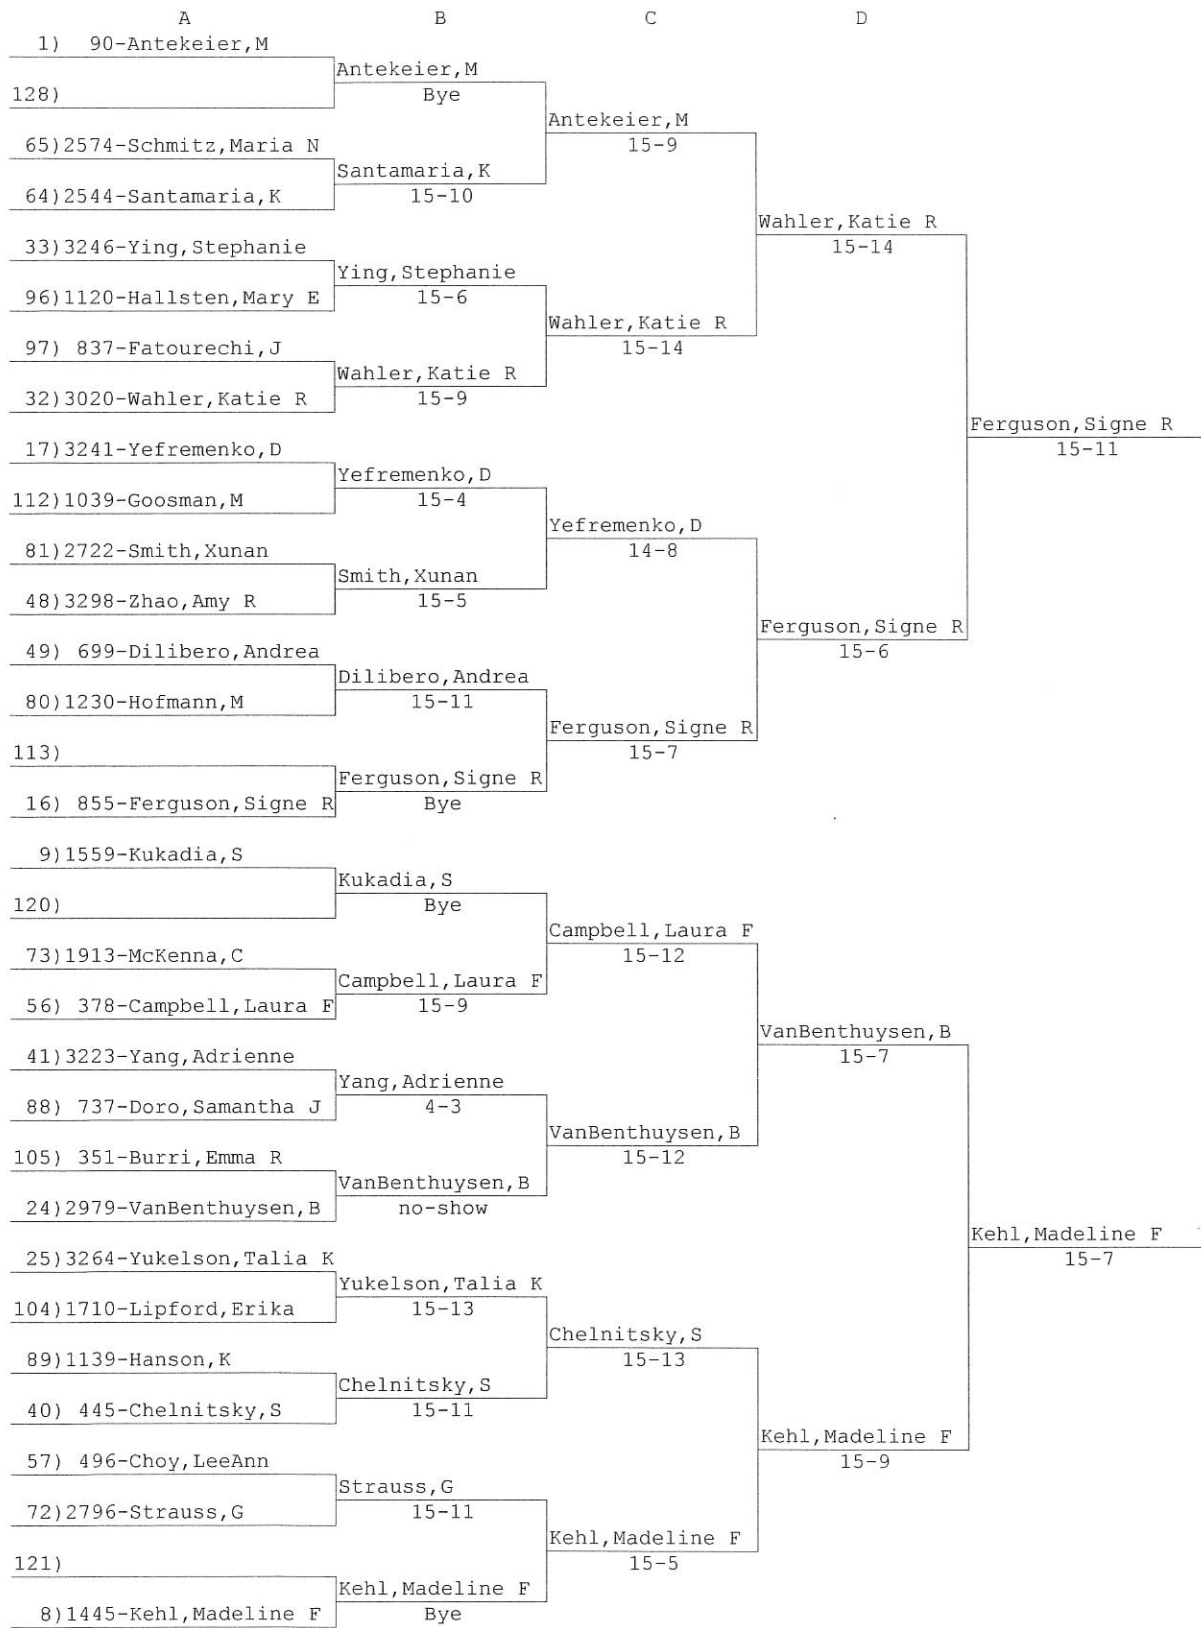 A B C D
1) 90-Antekeier,M
Antekeier,M
128)
Bye
Antekeier,M
65)2574-Schmitz,Maria N
15-9
Santamaria,K
64)2544-Santamaria,K
15-10
Wahler,Katie R
33)3246-Ying,Stephanie
15-14
Ying,Stephanie
96)1120-Hallsten,Mary E
15-6
Wahler,Katie R
97) 837-Fatourechi,J
15-14
Wahler,Katie R
32)3020-Wahler,Katie R
15-9
Ferguson,Signe R
17)3241-Yefremenko,D
15-11
Yefremenko,D
112)1039-Goosman,M
15-4
Yefremenko,D
81)2722-Smith,Xunan
14-8
Smith,Xunan
48)3298-Zhao,Amy R
15-5
Ferguson,Signe R
49) 699-Dilibero,Andrea
15-6
Dilibero,Andrea
80)1230-Hofmann,M
15-11
Ferguson,Signe R
113)
15-7
Ferguson,Signe R
16) 855-Ferguson,Signe R
Bye
9)1559-Kukadia,S
Kukadia,S
120)
Bye
Campbell,Laura F
73)1913-McKenna,C
15-12
Campbell,Laura F
56) 378-Campbell,Laura F
15-9
VanBenthuysen,B
41)3223-Yang,Adrienne
15-7
Yang,Adrienne
88) 737-Doro,Samantha J
4-3
VanBenthuysen,B
105) 351-Burri,Emma R
15-12
VanBenthuysen,B
24)2979-VanBenthuysen,B
no-show
Kehl,Madeline F
25)3264-Yukelson,Talia K
15-7
Yukelson,Talia K
104)1710-Lipford,Erika
15-13
Chelnitsky,S
89)1139-Hanson,K
15-13
Chelnitsky,S
40) 445-Chelnitsky,S
15-11
Kehl,Madeline F
57) 496-Choy,LeeAnn
15-9
Strauss,G
72)2796-Strauss,G
15-11
Kehl,Madeline F
121)
15-5
Kehl,Madeline F
8)1445-Kehl,Madeline F
Bye